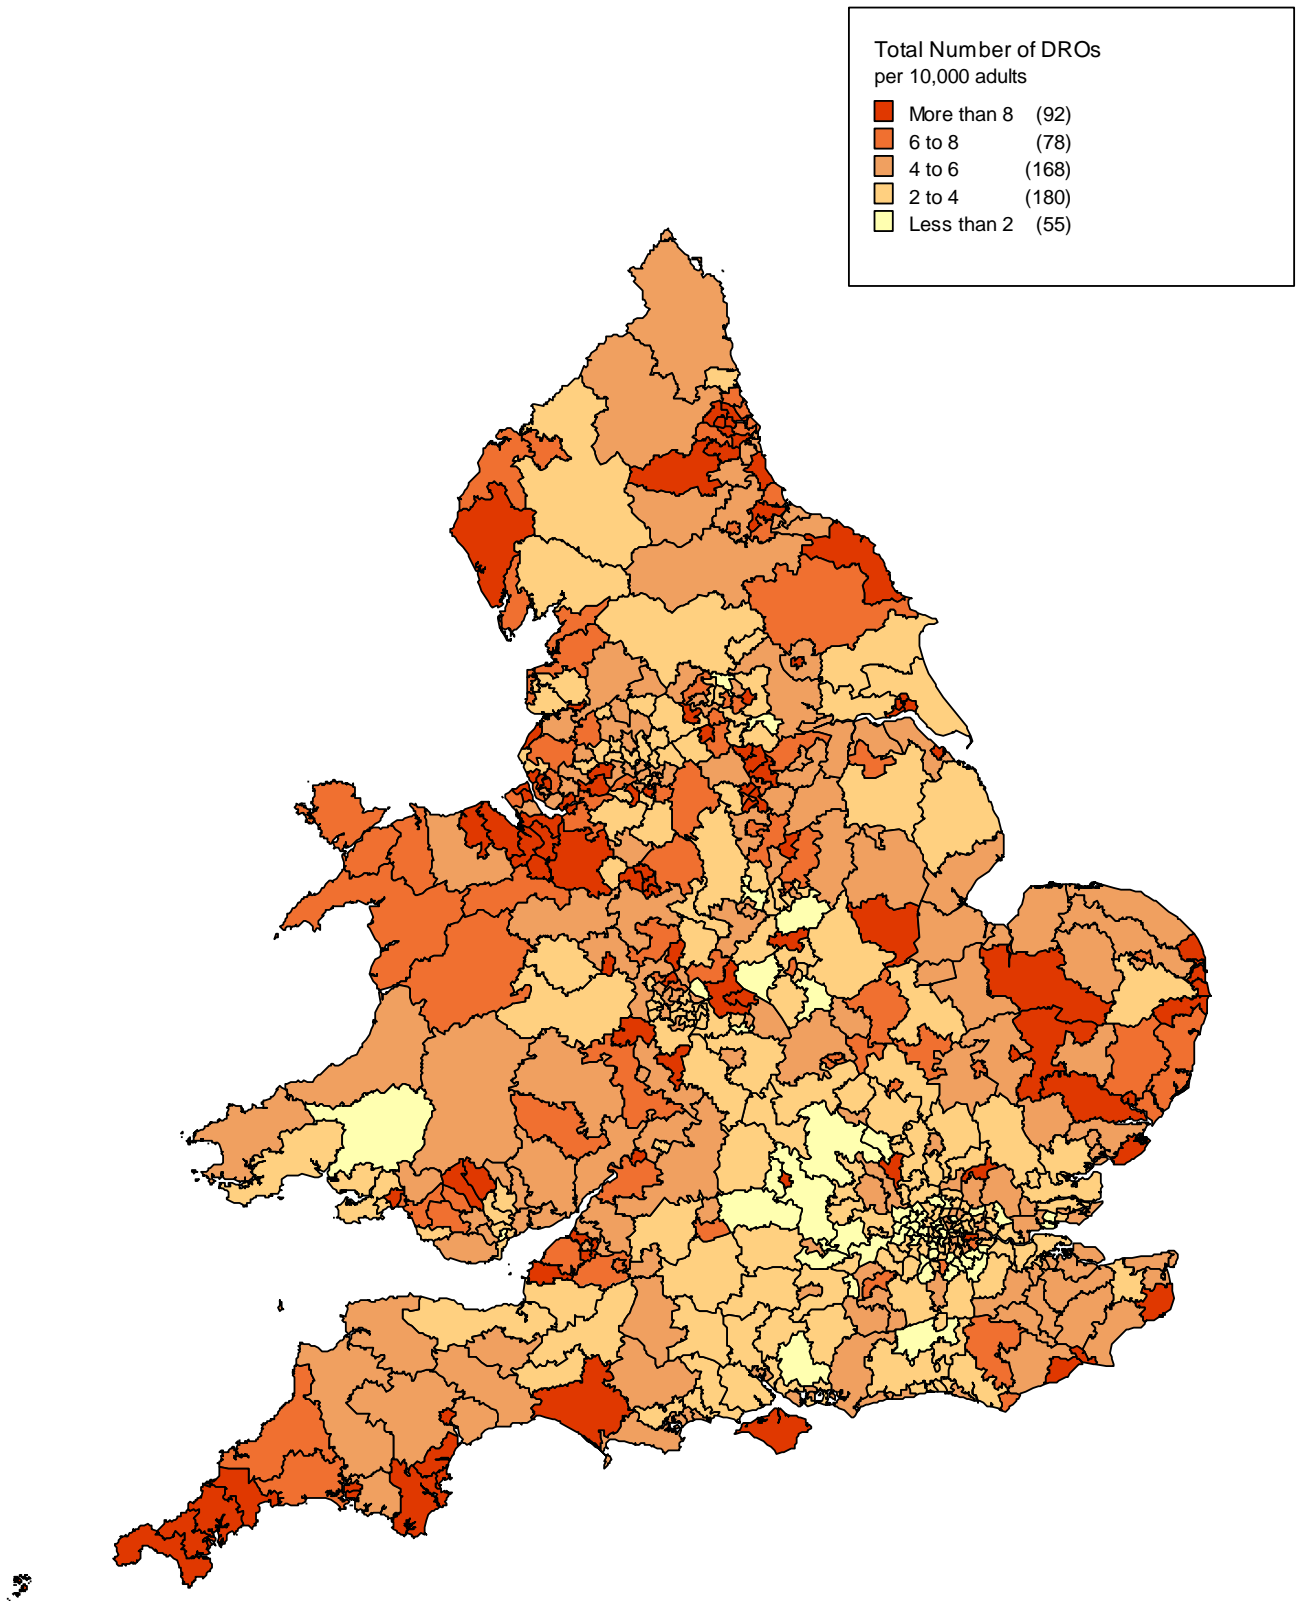 Total Number of DROs
per 10,000 adults
More than 8 (92)
6 to 8 (78)
4 to 6 (168)
2 to 4 (180)
Less than 2 (55)